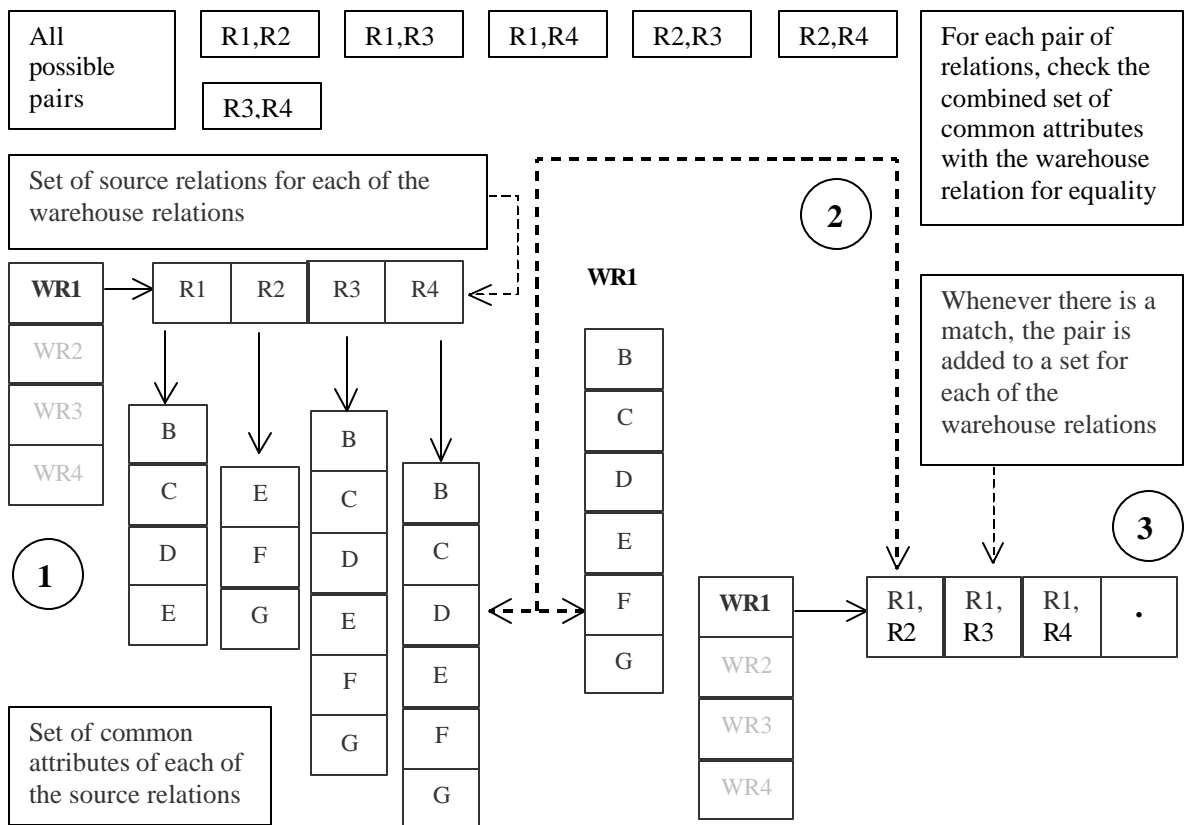 All
possible
pairs
R1,R2
R1,R3
R1,R4
R2,R3
R2,R4
R3,R4
For each pair of
relations, check the
combined set of
common attributes
with the warehouse
relation for equality
Set of source relations for each of the
warehouse relations
2
WR1
WR2
WR3
WR4
R1
R2
R3
R4
B
C
D
E
E
F
G
B
C
D
E
F
G
B
C
D
E
F
G
1
Set of common
attributes of each of
the source relations
WR1
B
C
D
E
F
G
Whenever there is a
match, the pair is
added to a set for
each of the
warehouse relations
3
WR1
WR2
WR3
WR4
R1,
R2
R1,
R3
R1,
R4
.